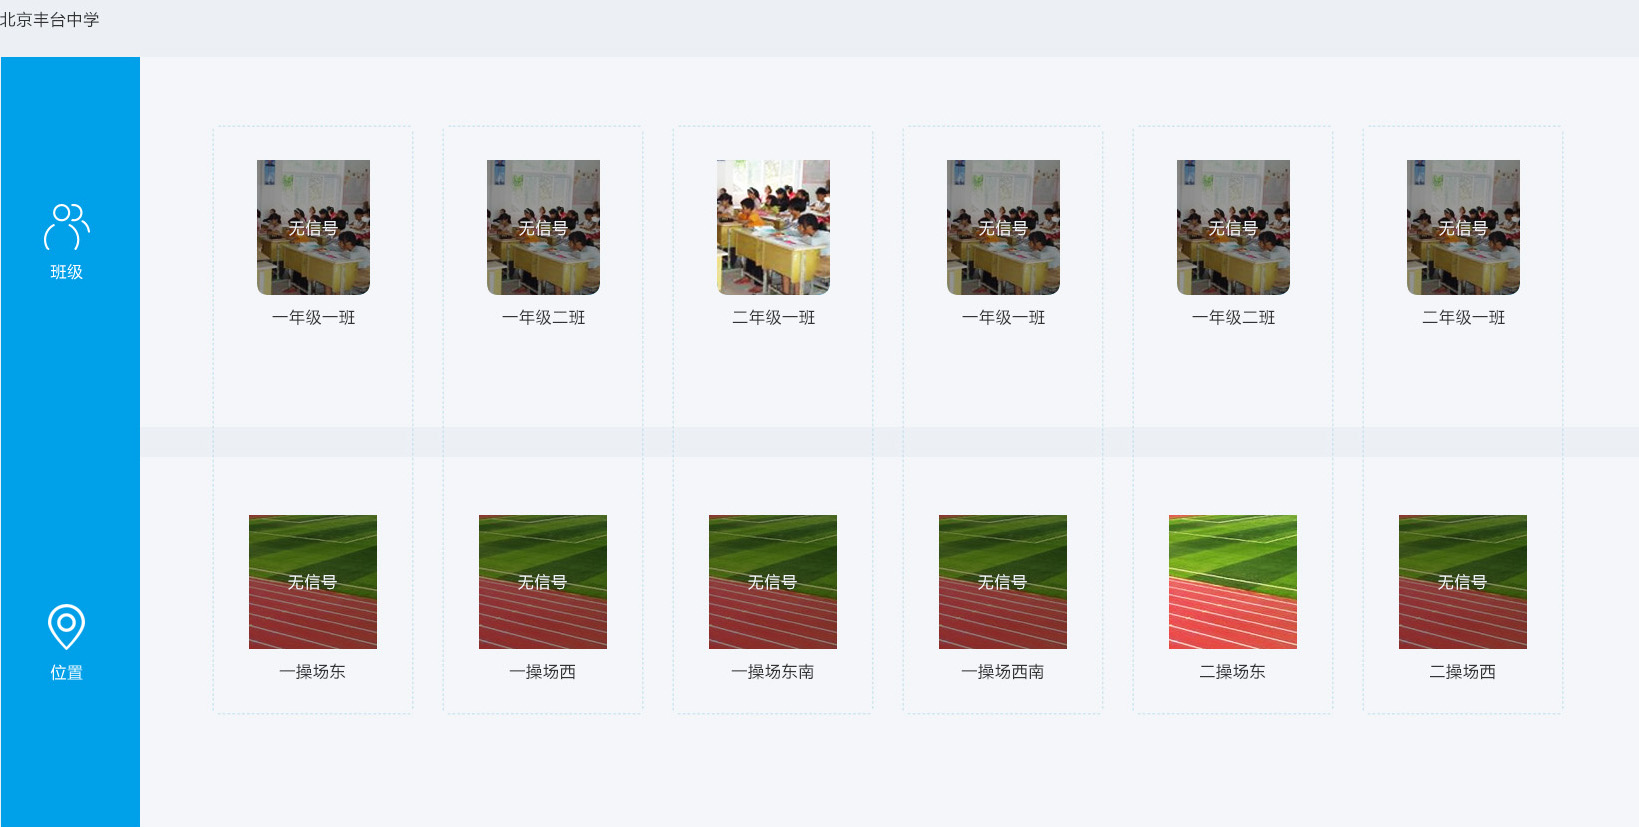 北京丰台中学
班级
无信号
无信号
无信号
无信号
无信号
一年级一班
一年级二班
二年级一班
一年级一班
一年级二班
二年级一班
位置
无信号
无信号
无信号
无信号
无信号
一操场东
一操场西
一操场东南
一操场西南
二操场东
二操场西